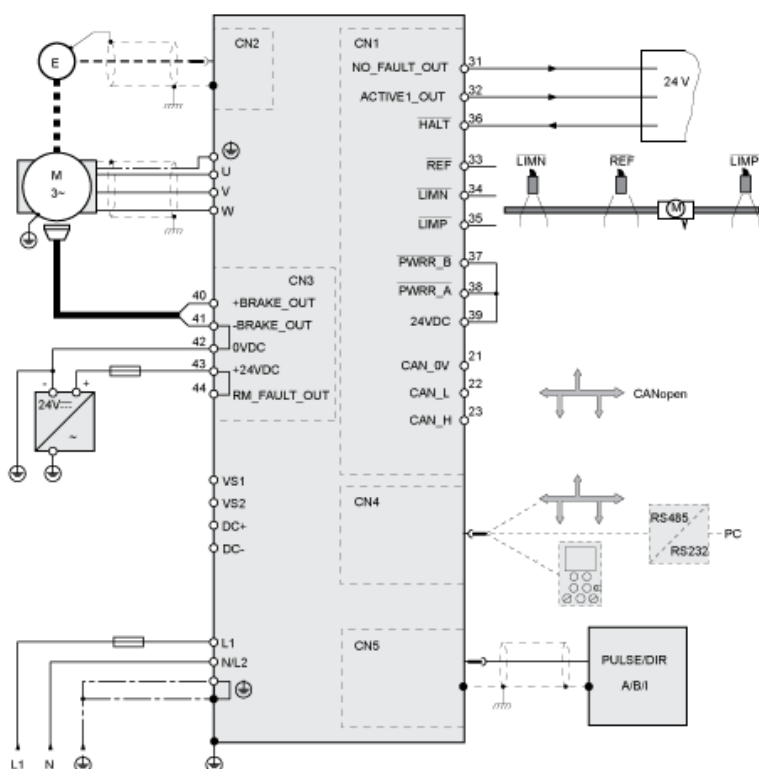 CN2
CN1
E
NO_FAULT_OUT 31
ACTIVE1_OUT 32
HALT 36
24 V
M
3~
U
V
W
REF 33
LIMN 34
LIMP 35
LIMN
REF
LIMP
M
PWRR_B 37
PWRR_A 38
24VDC 39
CN3
40 +BRAKE_OUT
41 -BRAKE_OUT
42 0VDC
43 +24VDC
44 RM_FAULT_OUT
- +
24V
~
CAN_0V 21
CAN_L 22
CAN_H 23
CANopen
VS1
VS2
DC+
DC-
CN4
RS485
RS232
PC
L1
N/L2
CN5
PULSE/DIR
A/B/I
L1 N